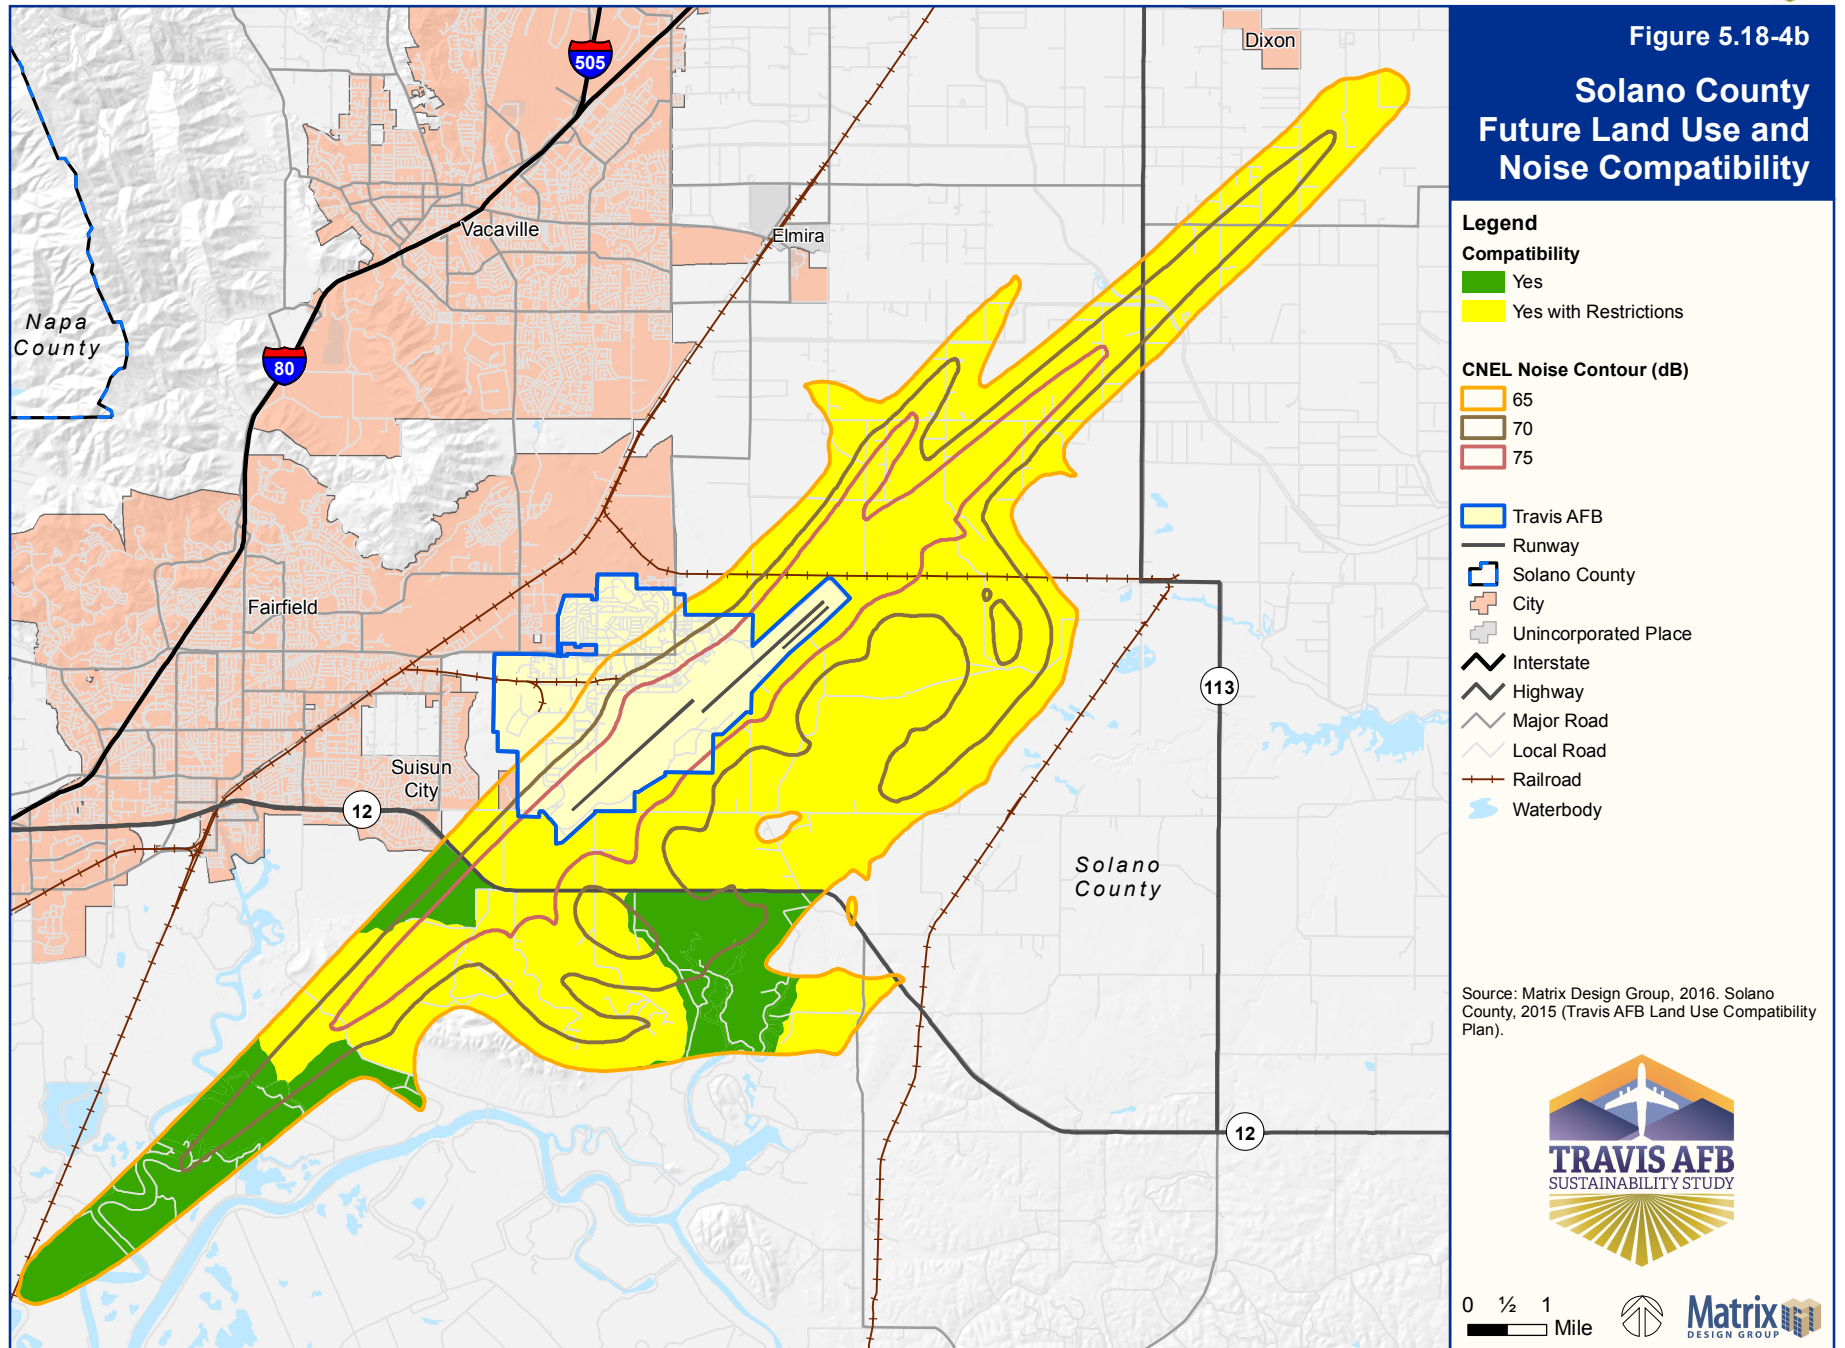 Figure 5.18-4b
Solano County
Future Land Use and
Noise Compatibility
Legend
Compatibility
Yes
Yes with Restrictions
CNEL Noise Contour (dB)
65
70
75
Travis AFB
Runway
Solano County
City
Unincorporated Place
Interstate
Highway
Major Road
Local Road
Railroad
Waterbody
Source: Matrix Design Group, 2016. Solano
County, 2015 (Travis AFB Land Use Compatibility
Plan).
TRAVIS AFB
SUSTAINABILITY STUDY
0 ½ 1
Mile
Matrix
DESIGN GROUP
505
Dixon
Vacaville
Elmira
Napa
County
80
Fairfield
113
Suisun
City
12
Solano
County
12